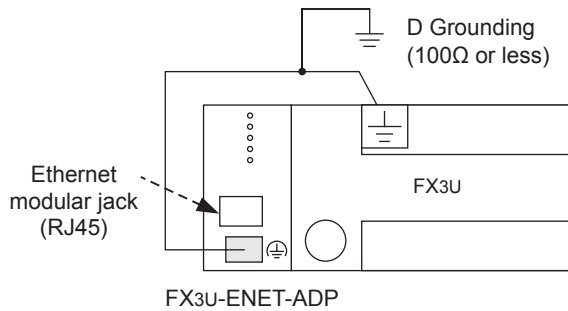 D Grounding
(100Ω or less)
Ethernet
modular jack
(RJ45)
FX3U
FX3U-ENET-ADP